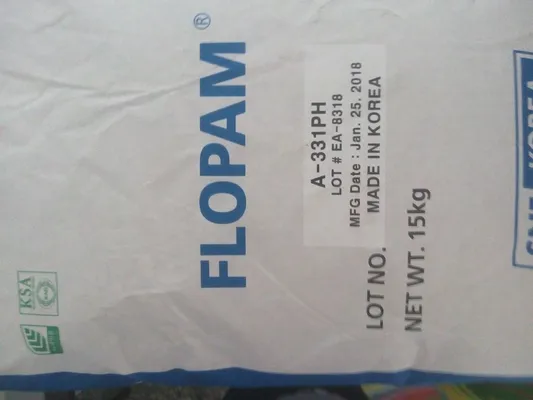 FLOPAM®
A-331PH
LOT # EA-8318
MFG Date : Jan. 25. 2018
MADE IN KOREA
LOT NO.
NET WT. 15kg
KSA
KOREA